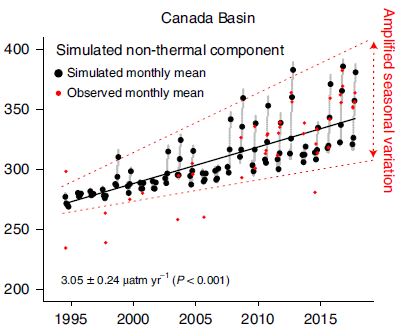 Canada Basin
400
Simulated non-thermal component
Simulated monthly mean
Observed monthly mean
350
300
250
200
3.05 ± 0.24 µatm yr⁻¹ (P < 0.001)
1995 2000 2005 2010 2015
Amplified seasonal variation